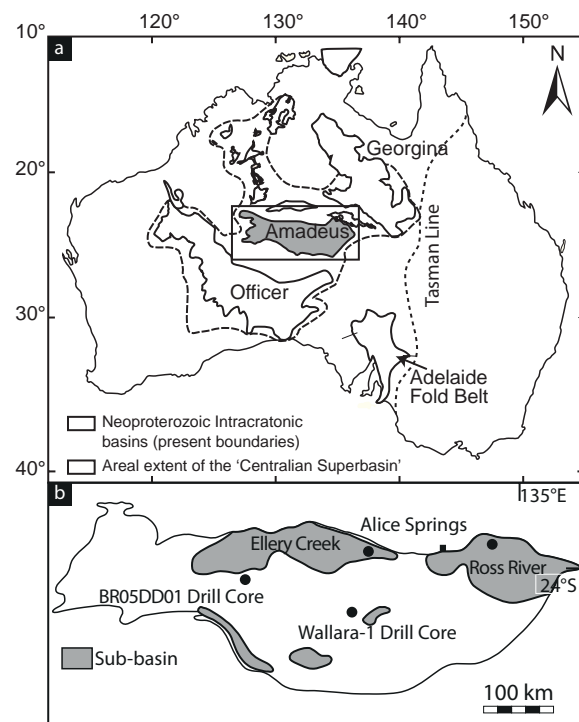 120° 130° 140° 150°
10°
a
N
Georgina
20°
Amadeus
Tasman Line
Officer
30°
Adelaide
Fold Belt
Neoproterozoic Intracratonic
basins (present boundaries)
Areal extent of the 'Centralian Superbasin'
40°
b
135°E
Alice Springs
Ellery Creek
Ross River
24°S
BR05DD01 Drill Core
Wallara-1 Drill Core
Sub-basin
100 km